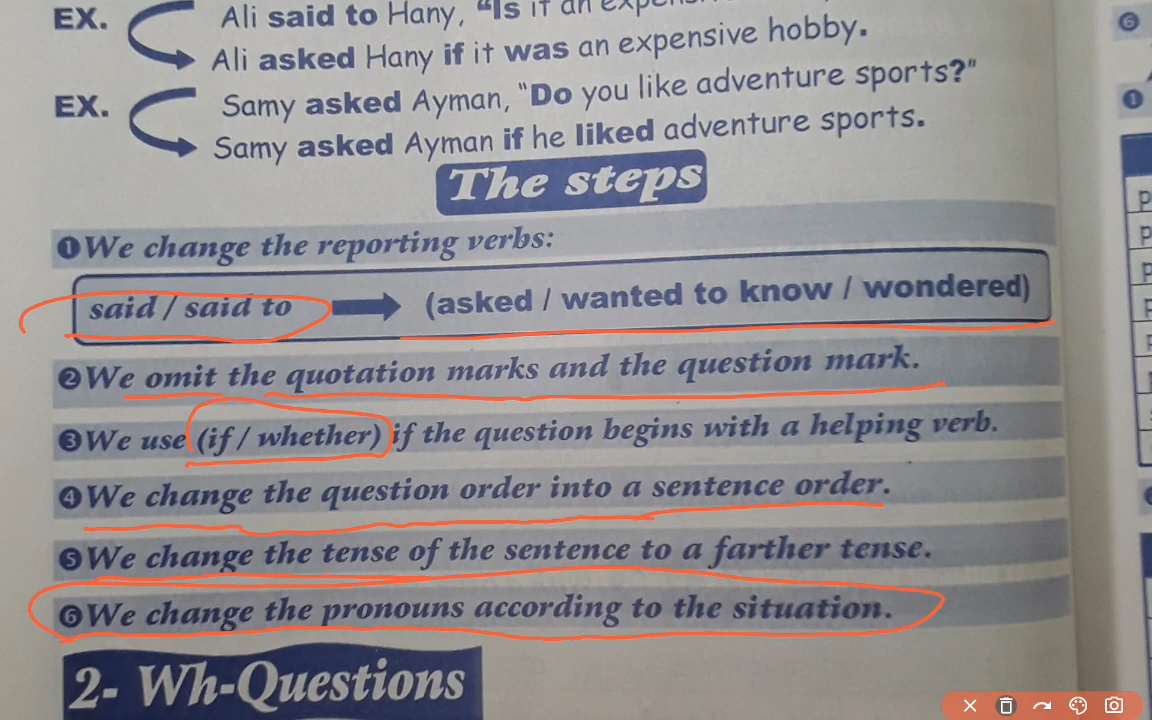 EX. Ali said to Hany, "Is it an
Ali asked Hany if it was an expensive hobby.
EX. Samy asked Ayman, "Do you like adventure sports?"
Samy asked Ayman if he liked adventure sports.
The steps
❶We change the reporting verbs:
said / said to (asked / wanted to know / wondered)
❷We omit the quotation marks and the question mark.
❸We use (if / whether) if the question begins with a helping verb.
❹We change the question order into a sentence order.
❺We change the tense of the sentence to a farther tense.
❻We change the pronouns according to the situation.
2- Wh-Questions